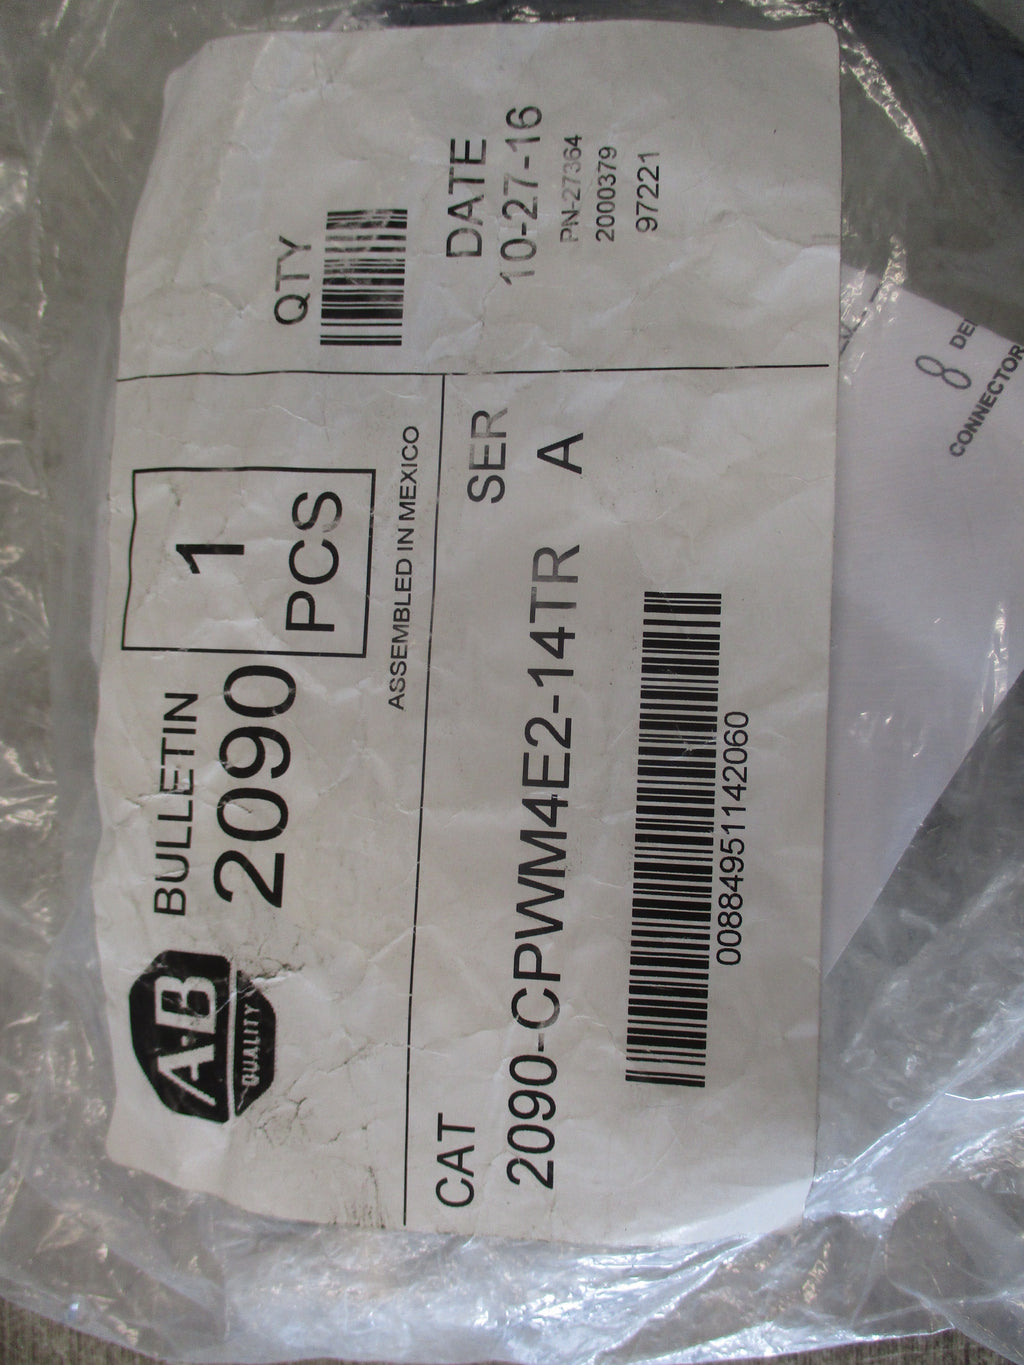 AB
QUALITY
BULLETIN
2090
1
PCS
ASSEMBLED IN MEXICO
QTY
CAT
2090-CPWM4E2-14TR
SER
A
00884951142060
DATE
10-27-16
PN-27364
2000379
97221
8
CONNECTOR